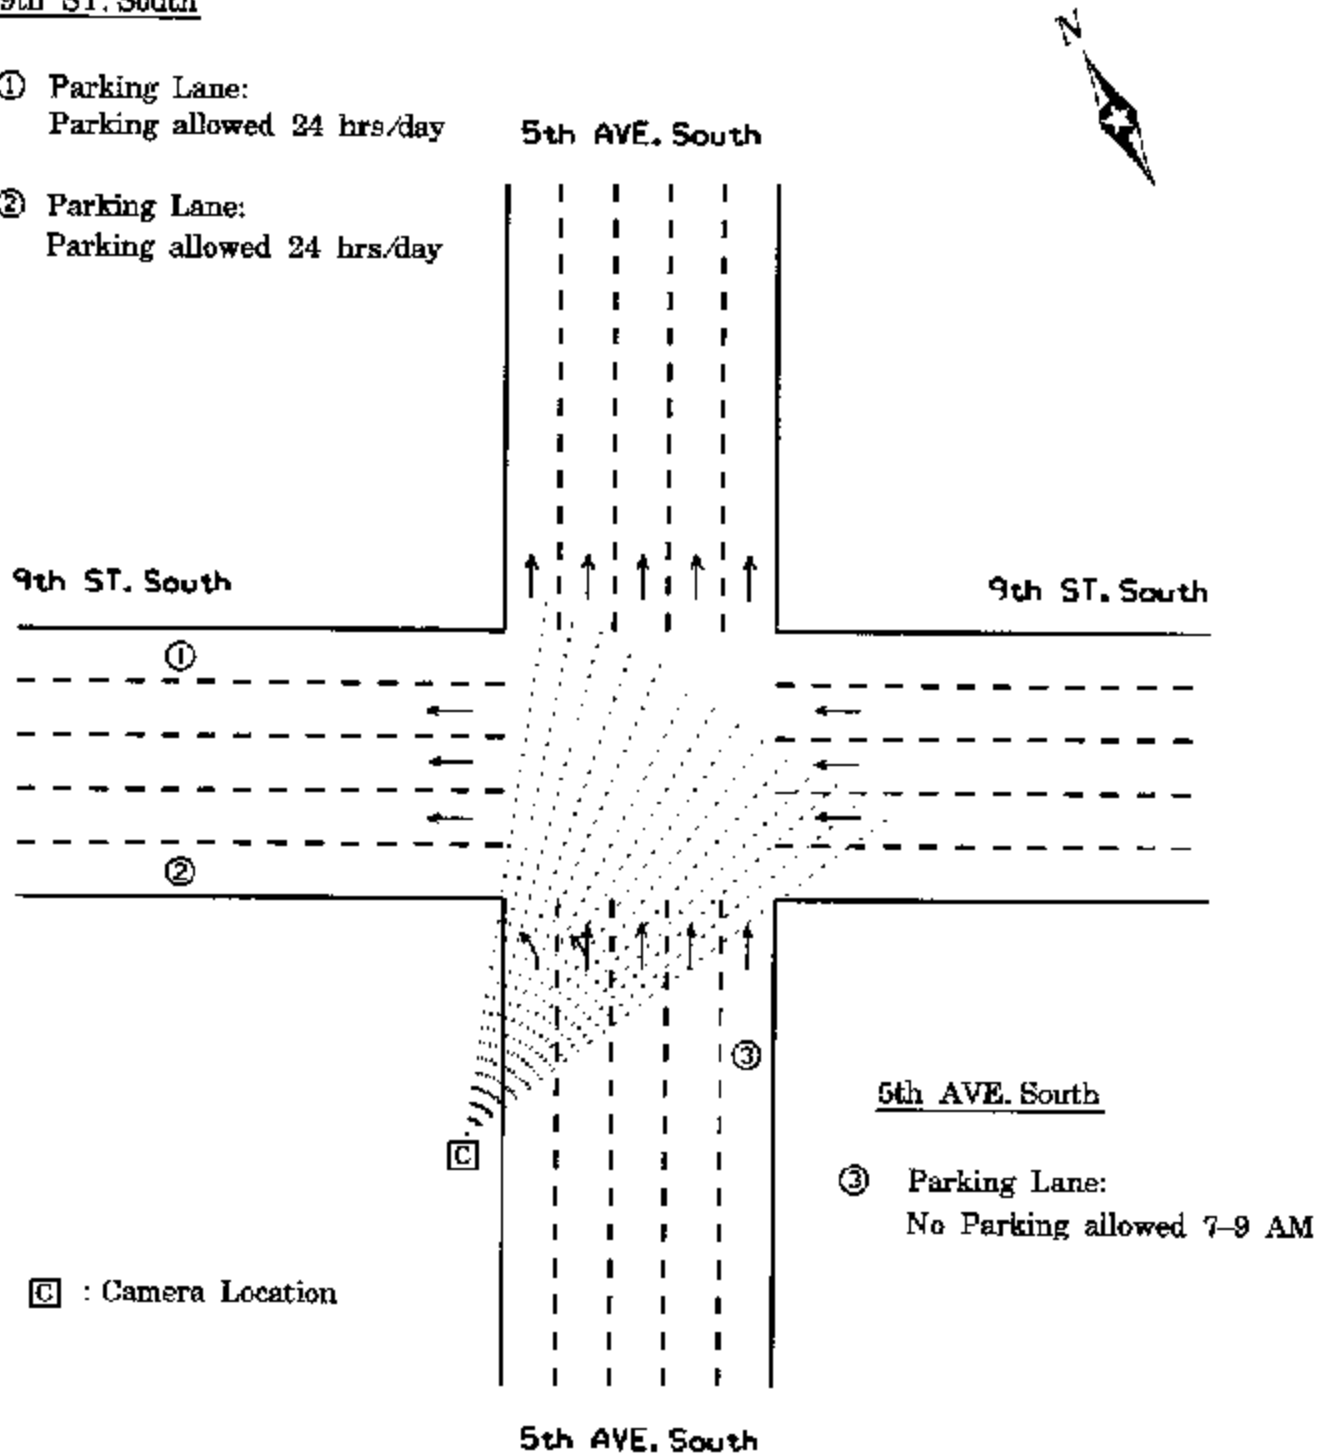 9th ST. South
① Parking Lane:
Parking allowed 24 hrs/day
② Parking Lane:
Parking allowed 24 hrs/day
N
5th AVE. South
9th ST. South
9th ST. South
①
②
③
5th AVE. South
③ Parking Lane:
No Parking allowed 7-9 AM
C
C : Camera Location
5th AVE. South